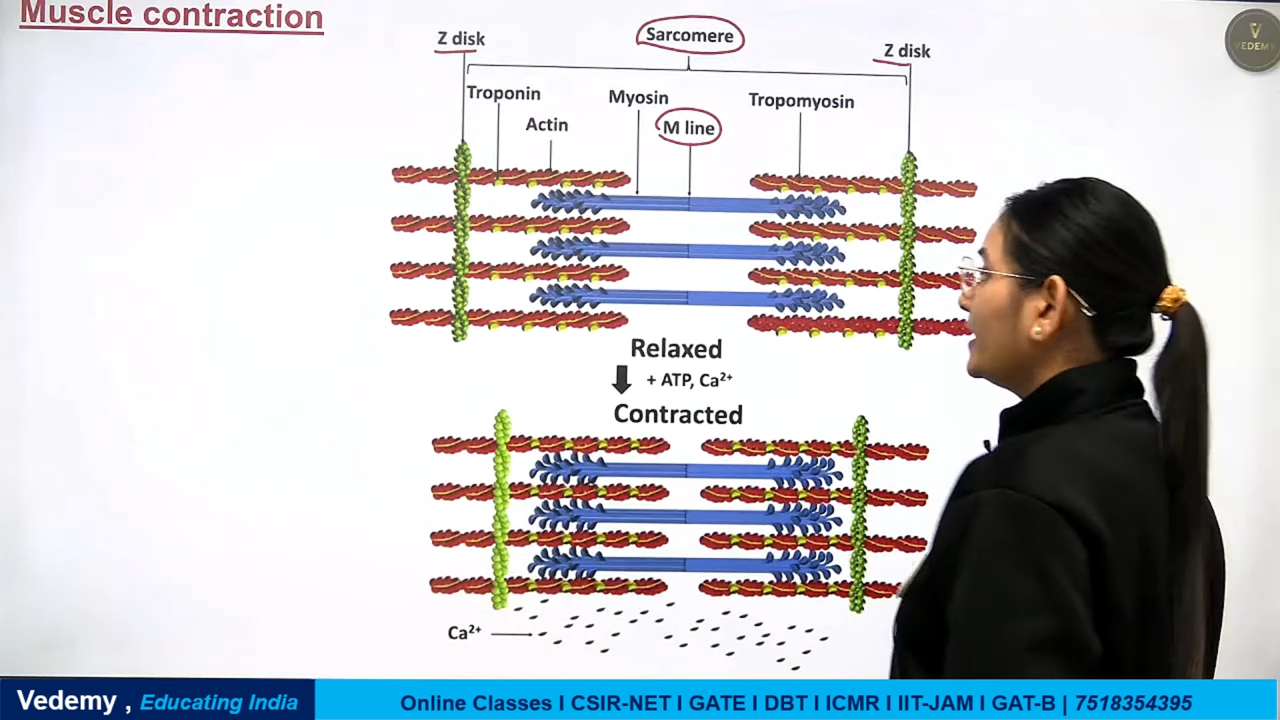 Muscle contraction
Sarcomere
Z disk
Z disk
Troponin
Myosin
Tropomyosin
Actin
M line
Relaxed
+ ATP, Ca²⁺
Contracted
Ca²⁺
VEDEMY
Vedemy , Educating India
Online Classes I CSIR-NET I GATE I DBT I ICMR I IIT-JAM I GAT-B | 7518354395